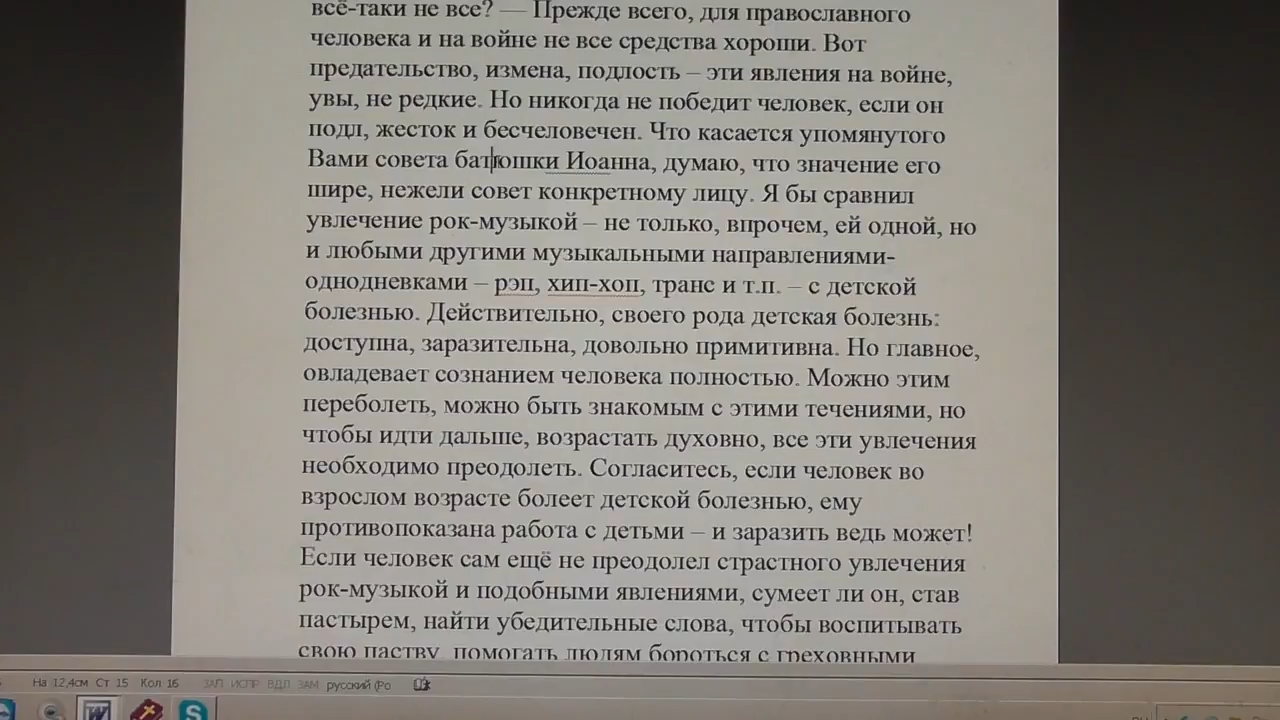 всё-таки не все? — Прежде всего, для православного
человека и на войне не все средства хороши. Вот
предательство, измена, подлость – эти явления на войне,
увы, не редкие. Но никогда не победит человек, если он
подл, жесток и бесчеловечен. Что касается упомянутого
Вами совета батюшки Иоанна, думаю, что значение его
шире, нежели совет конкретному лицу. Я бы сравнил
увлечение рок-музыкой – не только, впрочем, ей одной, но
и любыми другими музыкальными направлениями-
однодневками – рэп, хип-хоп, транс и т.п. – с детской
болезнью. Действительно, своего рода детская болезнь:
доступна, заразительна, довольно примитивна. Но главное,
овладевает сознанием человека полностью. Можно этим
переболеть, можно быть знакомым с этими течениями, но
чтобы идти дальше, возрастать духовно, все эти увлечения
необходимо преодолеть. Согласитесь, если человек во
взрослом возрасте болеет детской болезнью, ему
противопоказана работа с детьми – и заразить ведь может!
Если человек сам ещё не преодолел страстного увлечения
рок-музыкой и подобными явлениями, сумеет ли он, став
пастырем, найти убедительные слова, чтобы воспитывать
свою паству, помогать людям бороться с греховными
На 12,4см Ст 15 Кол 16 ЗАП ИСПР ВДЛ ЗАМ русский (Ро